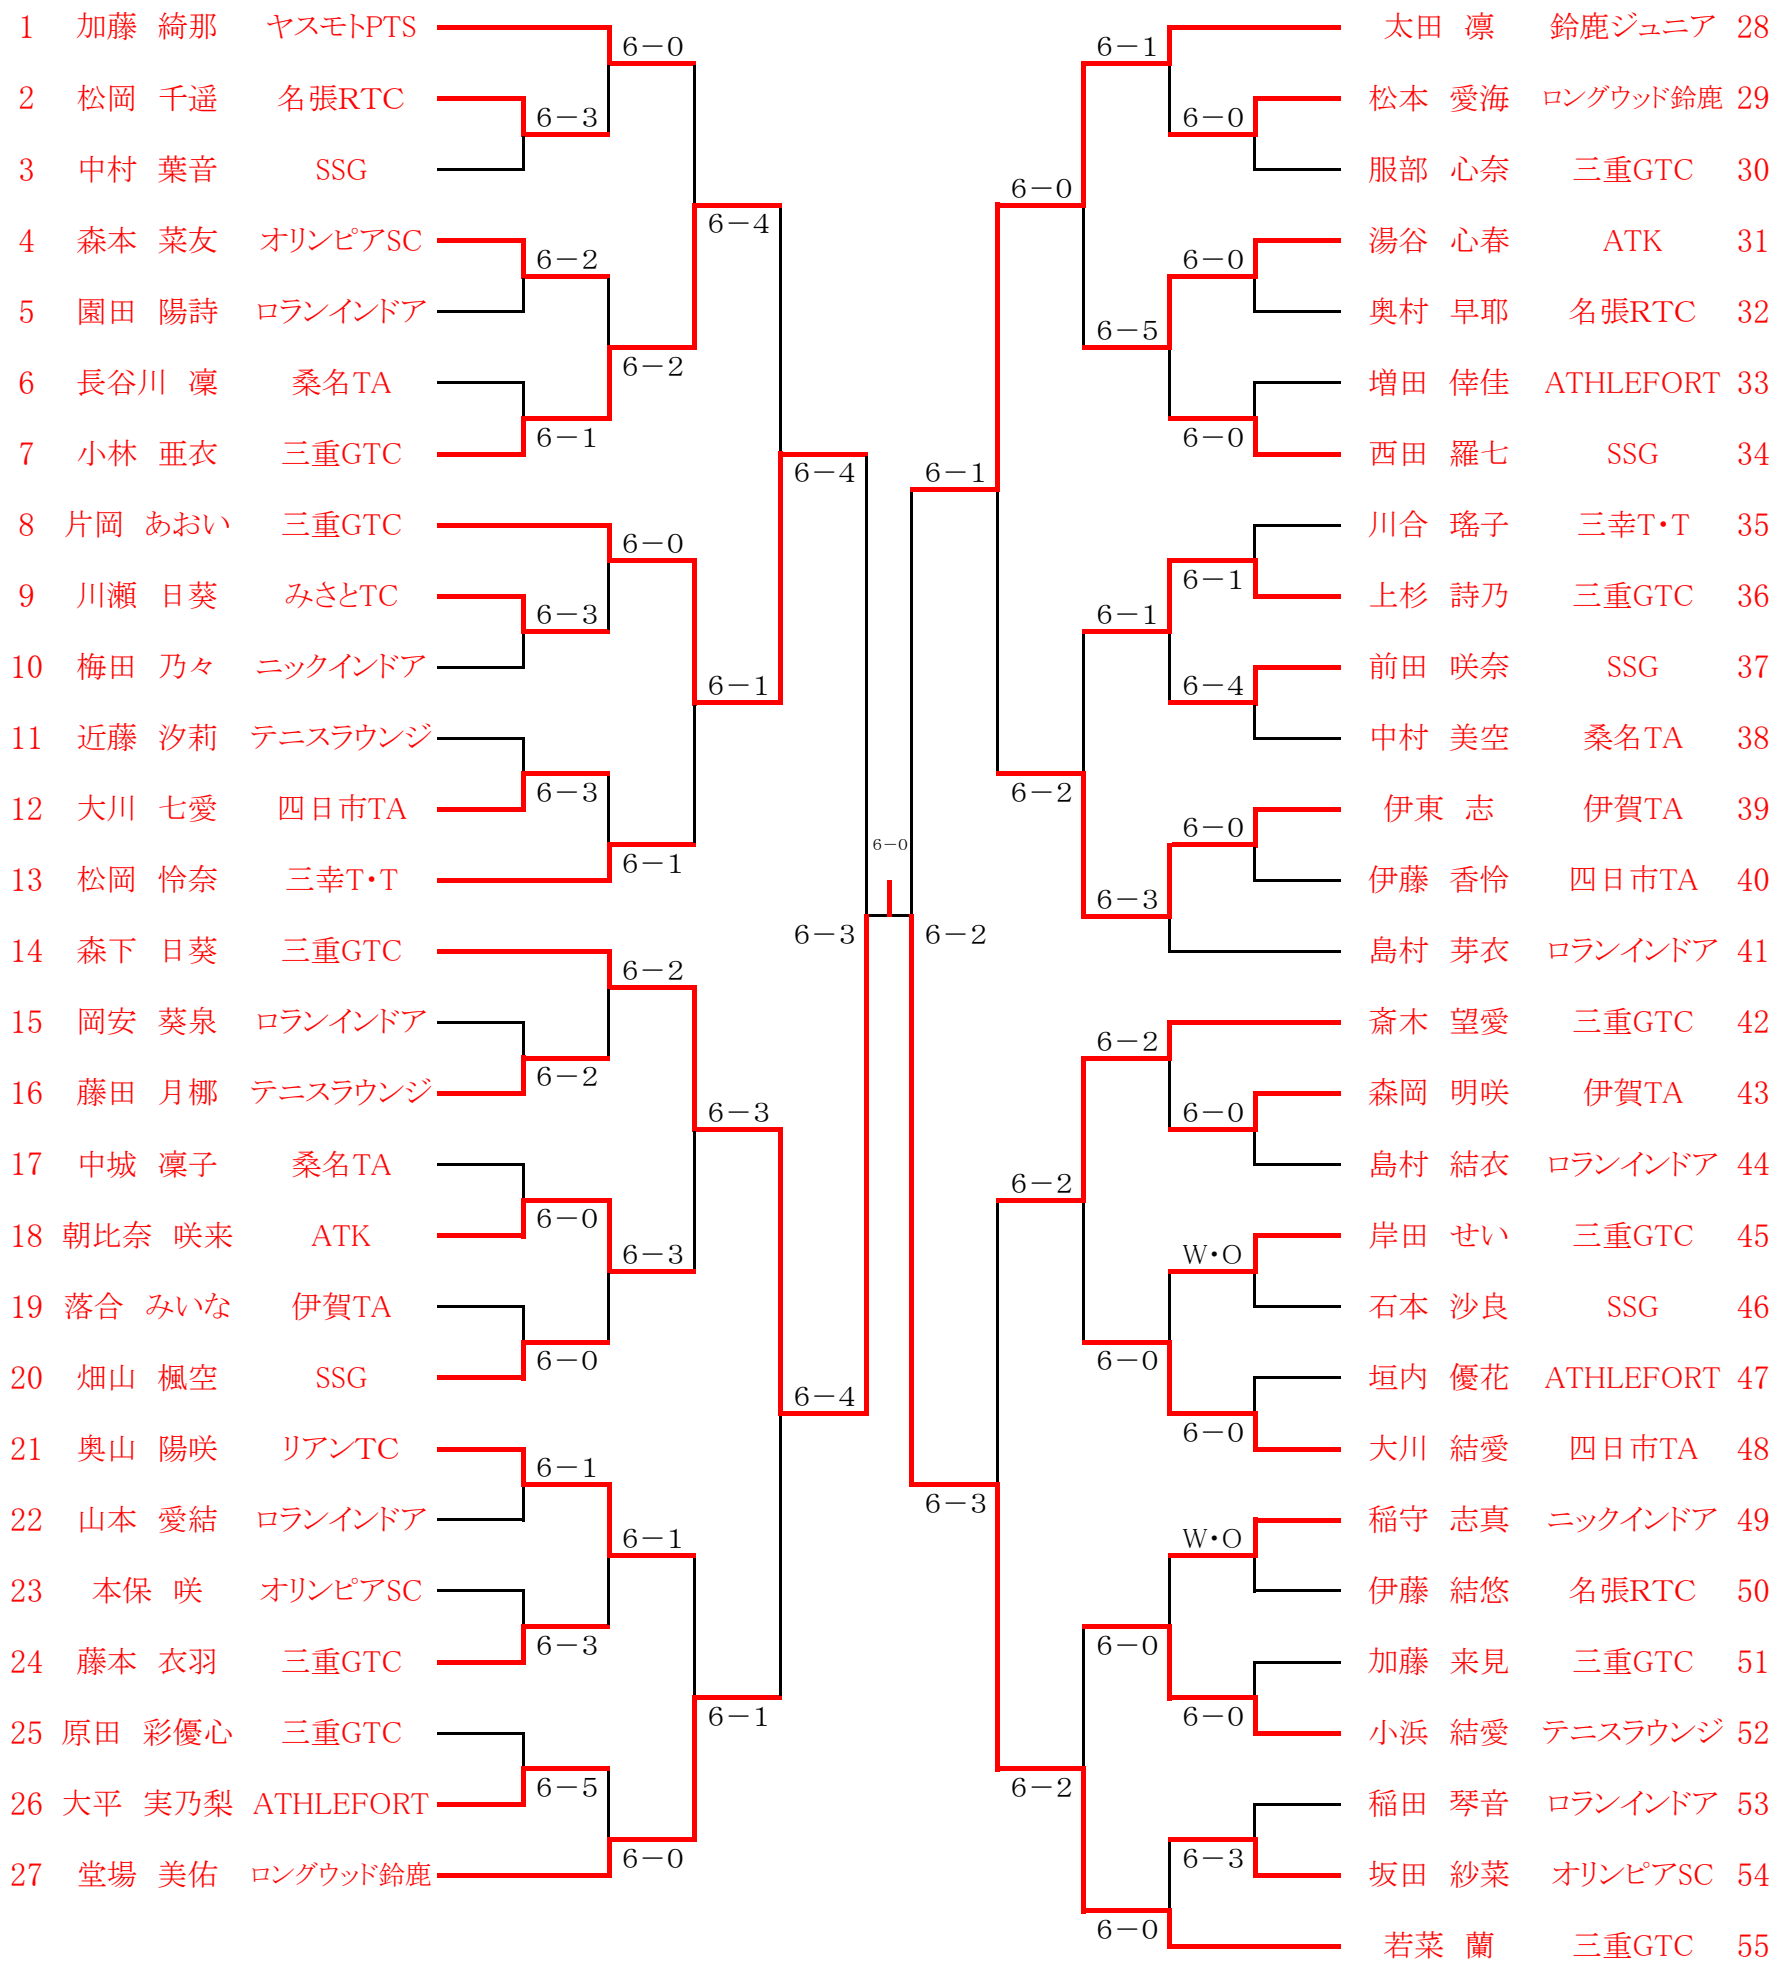 1 加藤 綺那 ヤスモトPTS
2 松岡 千遥 名張RTC
3 中村 葉音 SSG
4 森本 菜友 オリンピアSC
5 園田 陽詩 ロランインドア
6 長谷川 凜 桑名TA
7 小林 亜衣 三重GTC
8 片岡 あおい 三重GTC
9 川瀬 日葵 みさとTC
10 梅田 乃々 ニックインドア
11 近藤 汐莉 テニスラウンジ
12 大川 七愛 四日市TA
13 松岡 怜奈 三幸T・T
14 森下 日葵 三重GTC
15 岡安 葵泉 ロランインドア
16 藤田 月梛 テニスラウンジ
17 中城 凜子 桑名TA
18 朝比奈 咲来 ATK
19 落合 みいな 伊賀TA
20 畑山 楓空 SSG
21 奥山 陽咲 リアンTC
22 山本 愛結 ロランインドア
23 本保 咲 オリンピアSC
24 藤本 衣羽 三重GTC
25 原田 彩優心 三重GTC
26 大平 実乃梨 ATHLEFORT
27 堂場 美佑 ロングウッド鈴鹿
6-0
6-3
6-2
6-2
6-1
6-0
6-3
6-3
6-1
6-2
6-2
6-0
6-3
6-0
6-1
6-1
6-3
6-5
6-0
6-4
6-1
6-3
6-1
6-4
6-4
6-3
6-0
6-2
6-1
6-3
6-0
6-2
6-2
6-2
6-1
6-5
6-1
6-3
6-2
6-0
6-0
6-0
6-0
6-0
6-0
6-1
6-4
6-0
6-0
W・O
6-0
W・O
6-0
6-3
太田 凛 鈴鹿ジュニア 28
松本 愛海 ロングウッド鈴鹿 29
服部 心奈 三重GTC 30
湯谷 心春 ATK 31
奥村 早耶 名張RTC 32
増田 倖佳 ATHLEFORT 33
西田 羅七 SSG 34
川合 瑤子 三幸T・T 35
上杉 詩乃 三重GTC 36
前田 咲奈 SSG 37
中村 美空 桑名TA 38
伊東 志 伊賀TA 39
伊藤 香怜 四日市TA 40
島村 芽衣 ロランインドア 41
斎木 望愛 三重GTC 42
森岡 明咲 伊賀TA 43
島村 結衣 ロランインドア 44
岸田 せい 三重GTC 45
石本 沙良 SSG 46
垣内 優花 ATHLEFORT 47
大川 結愛 四日市TA 48
稲守 志真 ニックインドア 49
伊藤 結悠 名張RTC 50
加藤 来見 三重GTC 51
小浜 結愛 テニスラウンジ 52
稲田 琴音 ロランインドア 53
坂田 紗菜 オリンピアSC 54
若菜 蘭 三重GTC 55